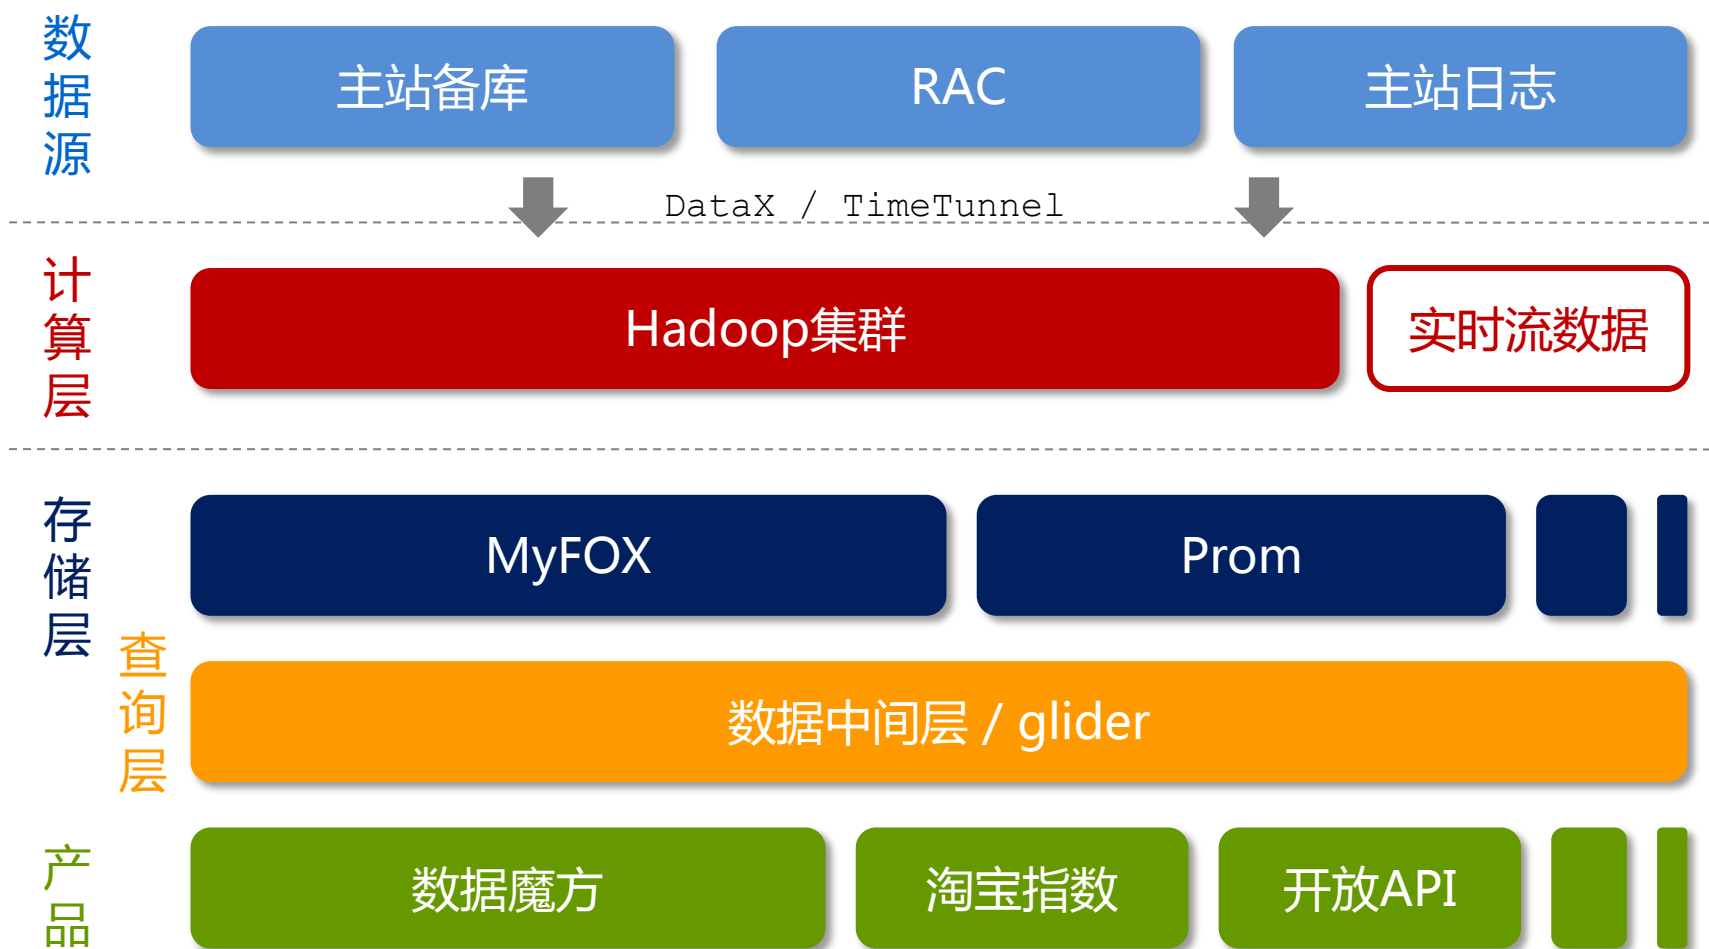 数据源
主站备库
RAC
主站日志
DataX / TimeTunnel
计算层
Hadoop集群
实时流数据
存储层
MyFOX
Prom
查询层
数据中间层 / glider
产品
数据魔方
淘宝指数
开放API